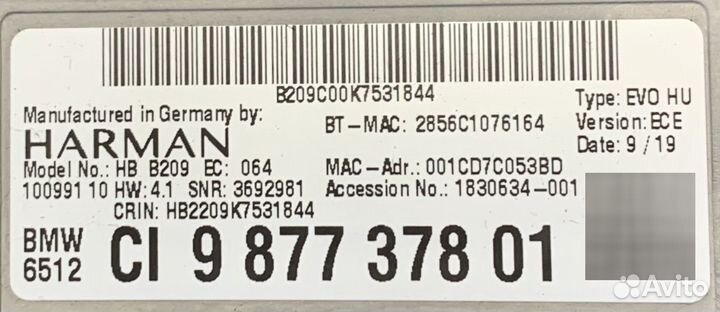 B209C00K7531844
Manufactured in Germany by:
HARMAN
BT-MAC: 2856C1076164
Type: EVO HU
Version: ECE
Date: 9 / 19
Model No.: HB B209 EC: 064
MAC-Adr.: 001CD7C053BD
100991 10 HW: 4.1 SNR: 3692981
Accession No.: 1830634-001
CRIN: HB2209K7531844
BMW
6512
CI 9 877 378 01
Avito